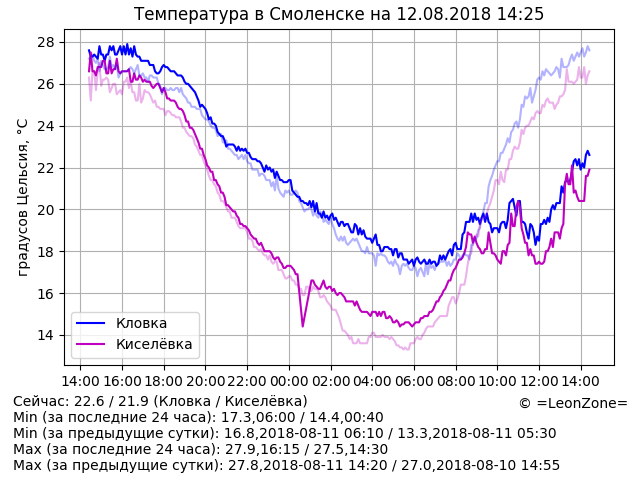 Температура в Смоленске на 12.08.2018 14:25
градусов Цельсия, °C
28
26
24
22
20
18
16
14
Кловка
Киселёвка
14:00 16:00 18:00 20:00 22:00 00:00 02:00 04:00 06:00 08:00 10:00 12:00 14:00
Сейчас: 22.6 / 21.9 (Кловка / Киселёвка)
© =LeonZone=
Min (за последние 24 часа): 17.3,06:00 / 14.4,00:40
Min (за предыдущие сутки): 16.8,2018-08-11 06:10 / 13.3,2018-08-11 05:30
Max (за последние 24 часа): 27.9,16:15 / 27.5,14:30
Max (за предыдущие сутки): 27.8,2018-08-11 14:20 / 27.0,2018-08-10 14:55